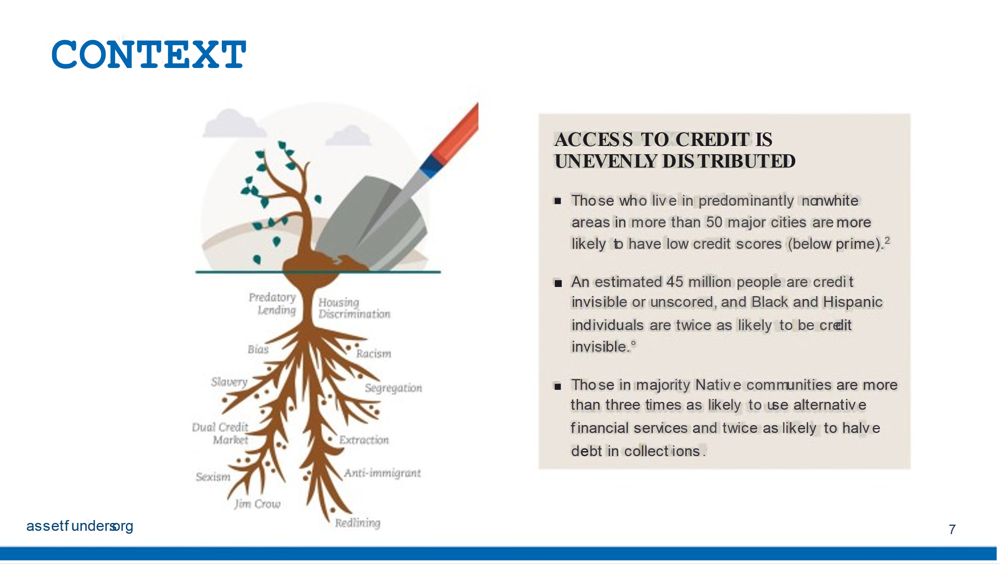 CONTEXT
Predatory
Lending
Housing
Discrimination
Bias
Racism
Slavery
Segregation
Dual Credit
Market
Extraction
Sexism
Anti-immigrant
Jim Crow
Redlining
ACCESS TO CREDIT IS
UNEVENLY DISTRIBUTED
▪ Those who live in predominantly nonwhite
areas in more than 50 major cities are more
likely to have low credit scores (below prime).²
▪ An estimated 45 million people are credit
invisible or unscored, and Black and Hispanic
individuals are twice as likely to be credit
invisible.°
▪ Those in majority Native communities are more
than three times as likely to use alternative
financial services and twice as likely to halve
debt in collections.
assetfunders.org
7